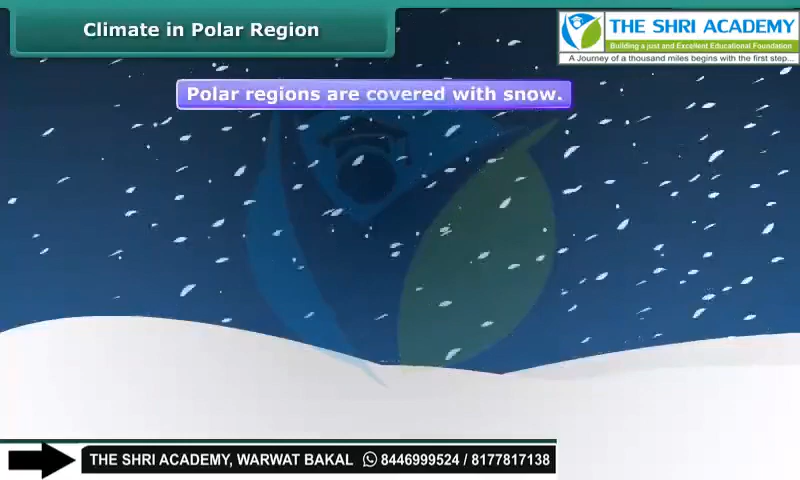 Climate in Polar Region
THE SHRI ACADEMY
Building a just and Excellent Educational Foundation
A Journey of a thousand miles begins with the first step...
Polar regions are covered with snow.
THE SHRI ACADEMY, WARWAT BAKAL 8446999524 / 8177817138